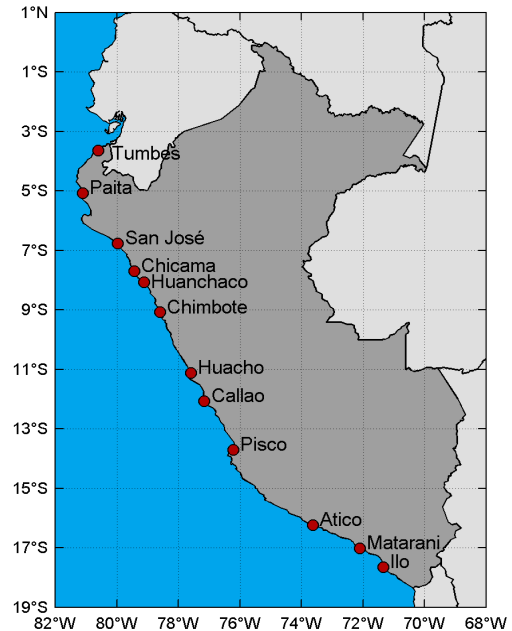 1°N
1°S
3°S
Tumbes
5°S
Paita
7°S
San José
Chicama
Huanchaco
9°S
Chimbote
11°S
Huacho
Callao
13°S
Pisco
15°S
Atico
17°S
Matarani
Ilo
19°S
82°W 80°W 78°W 76°W 74°W 72°W 70°W 68°W